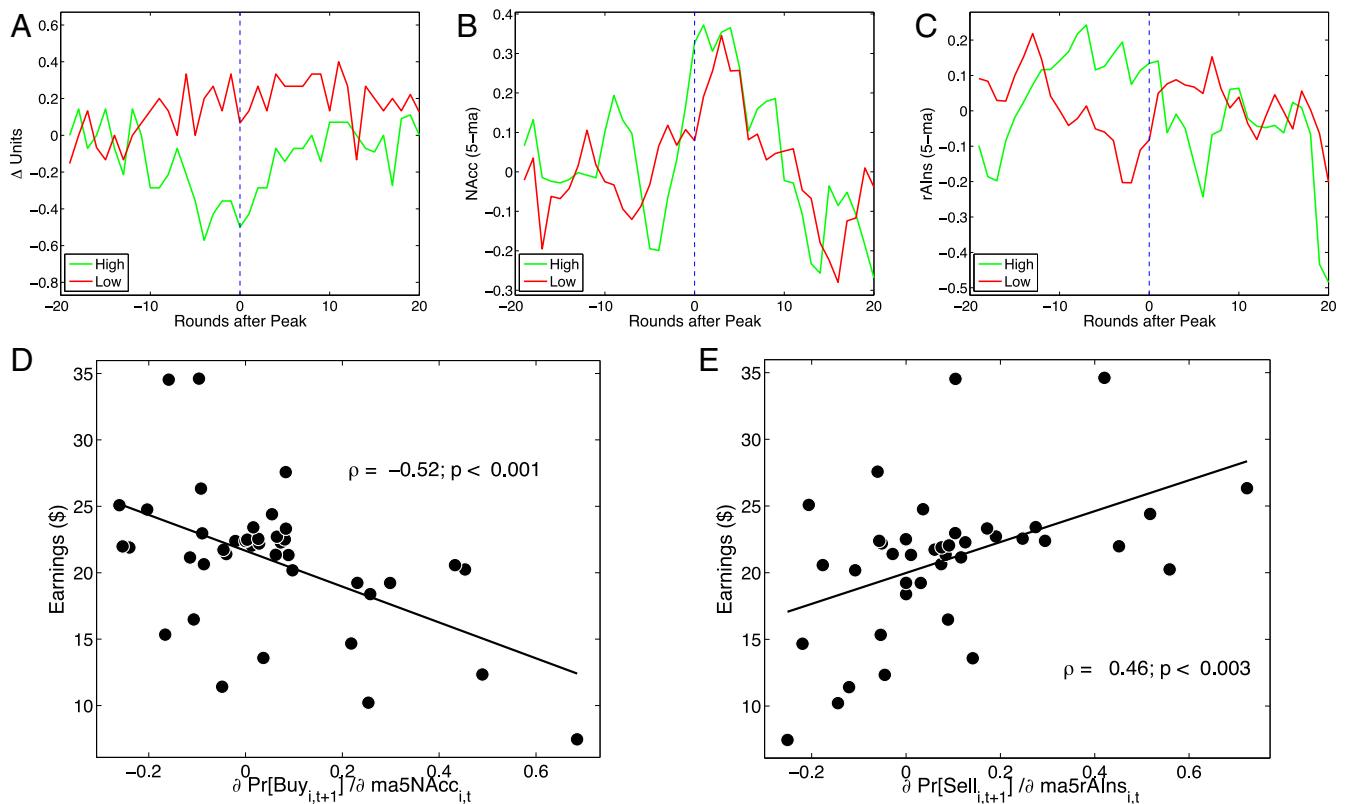 A
Δ Units
0.6
0.4
0.2
0
−0.2
−0.4
−0.6
−0.8
High
Low
−20
−10
0
10
20
Rounds after Peak
B
NAcc (5−ma)
0.4
0.3
0.2
0.1
0
−0.1
−0.2
−0.3
High
Low
−20
−10
0
10
20
Rounds after Peak
C
rAIns (5−ma)
0.2
0.1
0
−0.1
−0.2
−0.3
−0.4
−0.5
High
Low
−20
−10
0
10
20
Rounds after Peak
D
Earnings ($)
35
30
25
20
15
10
ρ = −0.52; p < 0.001
−0.2
0
0.2
0.4
0.6
∂ Pr[Buy i,t+1] /∂ ma5NAcc i,t
E
Earnings ($)
35
30
25
20
15
10
ρ = 0.46; p < 0.003
−0.2
0
0.2
0.4
0.6
∂ Pr[Sell i,t+1] /∂ ma5rAIns i,t